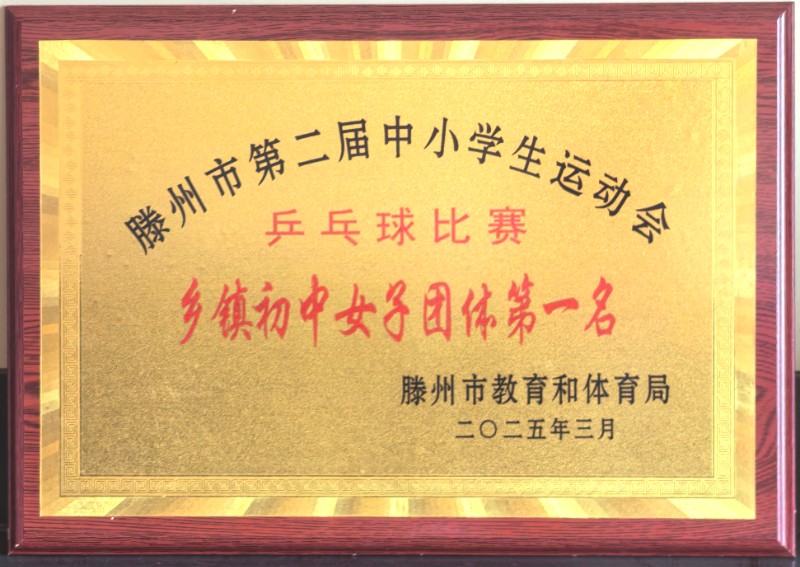 滕州市第二届中小学生运动会
乒乓球比赛
乡镇初中女子团体第一名
滕州市教育和体育局
二〇二五年三月